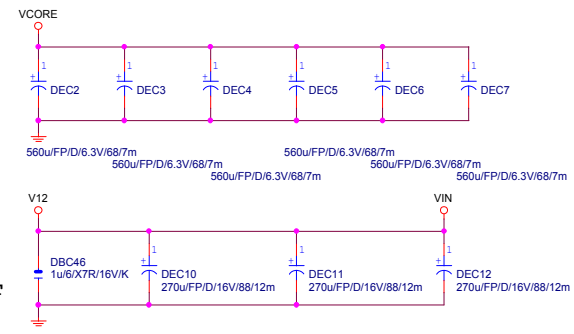 VCORE
1 1 1 1 1 1
+ + + + + +
DEC2 DEC3 DEC4 DEC5 DEC6 DEC7
560u/FP/D/6.3V/68/7m 560u/FP/D/6.3V/68/7m
560u/FP/D/6.3V/68/7m 560u/FP/D/6.3V/68/7m
560u/FP/D/6.3V/68/7m 560u/FP/D/6.3V/68/7m
V12 VIN
1 1 1
+ + +
DBC46
1u/6/X7R/16V/K
DEC10 DEC11 DEC12
270u/FP/D/16V/88/12m 270u/FP/D/16V/88/12m 270u/FP/D/16V/88/12m